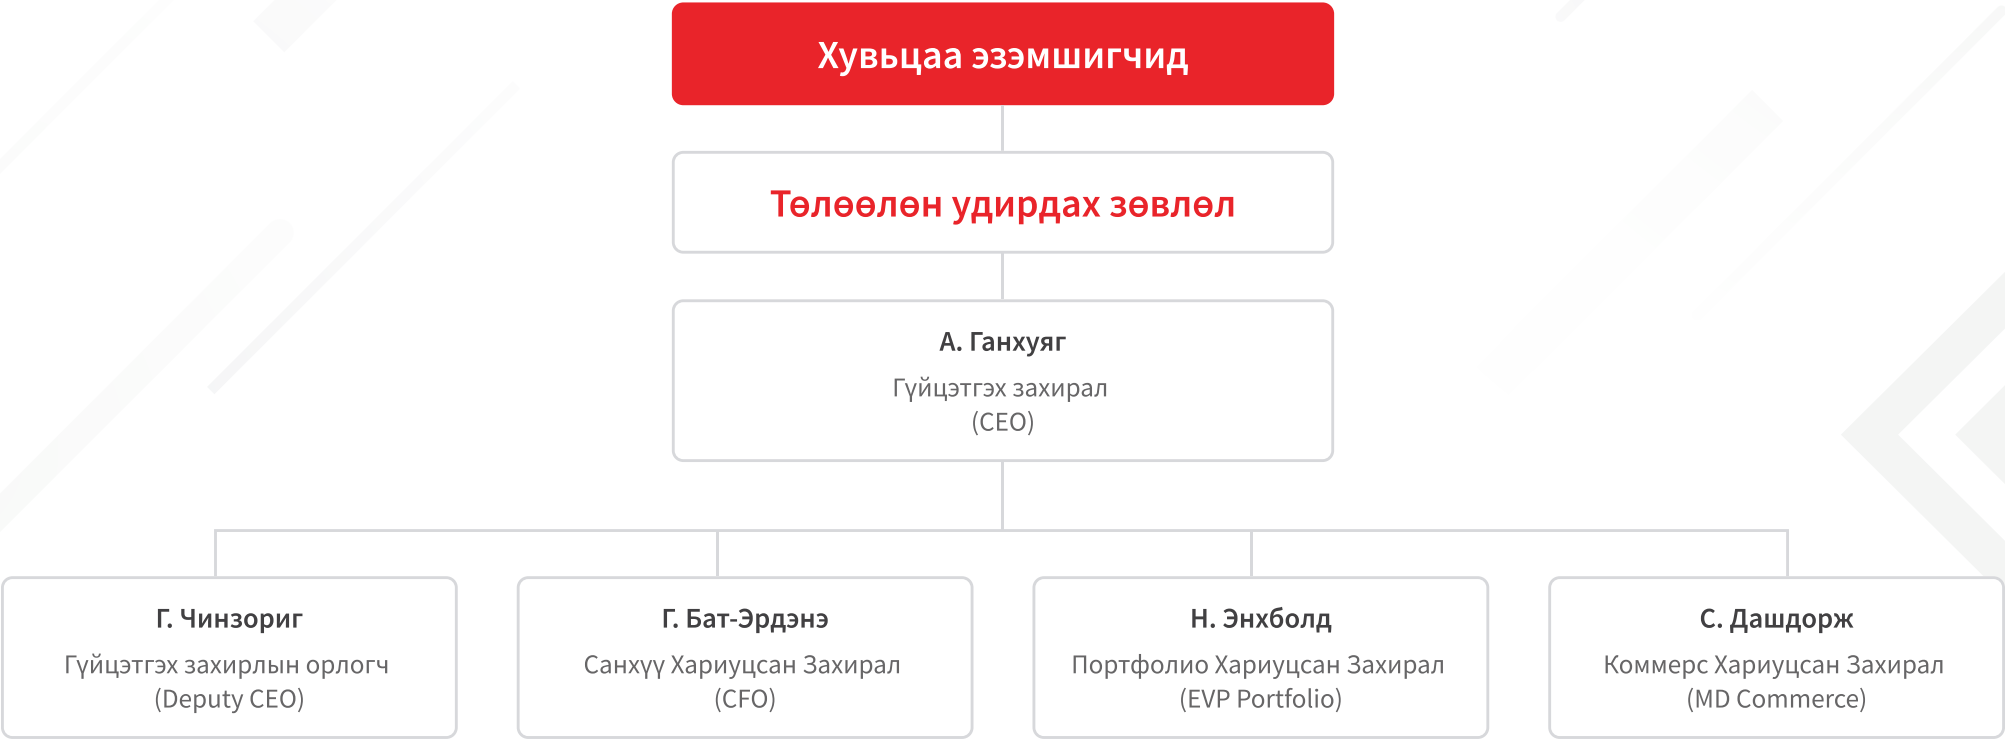 Хувьцаа эзэмшигчид
Төлөөлөн удирдах зөвлөл
А. Ганхуяг
Гүйцэтгэх захирал
(CEO)
Г. Чинзориг
Гүйцэтгэх захирлын орлогч
(Deputy CEO)
Г. Бат-Эрдэнэ
Санхүү Хариуцсан Захирал
(CFO)
Н. Энхболд
Портфолио Хариуцсан Захирал
(EVP Portfolio)
С. Дашдорж
Коммерс Хариуцсан Захирал
(MD Commerce)